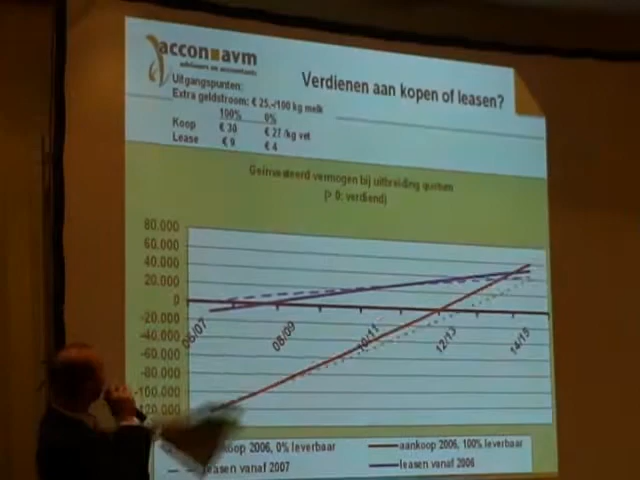 accon■avm
adviseurs en accountants
Verdienen aan kopen of leasen?
Uitgangspunten:
Extra geldstroom: € 25,-/100 kg melk
100% 0%
Koop € 30 € 27 /kg vet
Lease € 9 € 4
Geïnvesteerd vermogen bij uitbreiding quotum
(> 0: verdiend)
80.000
60.000
40.000
20.000
0
-20.000
-40.000
-60.000
-80.000
-100.000
120.000
06/07
08/09
10/11
12/13
14/15
koop 2006, 0% leverbaar
aankoop 2006, 100% leverbaar
leasen vanaf 2007
leasen vanaf 2006